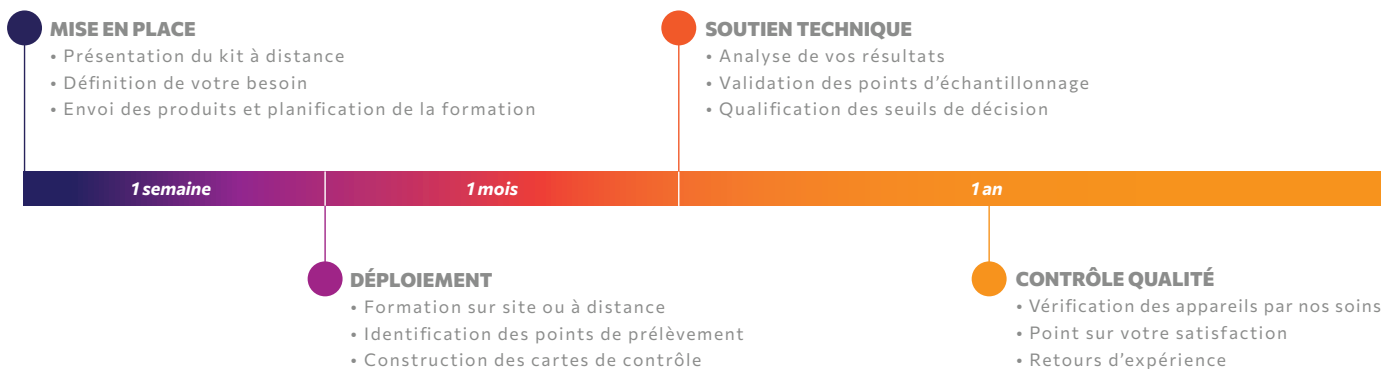 MISE EN PLACE
• Présentation du kit à distance
• Définition de votre besoin
• Envoi des produits et planification de la formation
SOUTIEN TECHNIQUE
• Analyse de vos résultats
• Validation des points d’échantillonnage
• Qualification des seuils de décision
1 semaine
1 mois
1 an
DÉPLOIEMENT
• Formation sur site ou à distance
• Identification des points de prélèvement
• Construction des cartes de contrôle
CONTRÔLE QUALITÉ
• Vérification des appareils par nos soins
• Point sur votre satisfaction
• Retours d’expérience